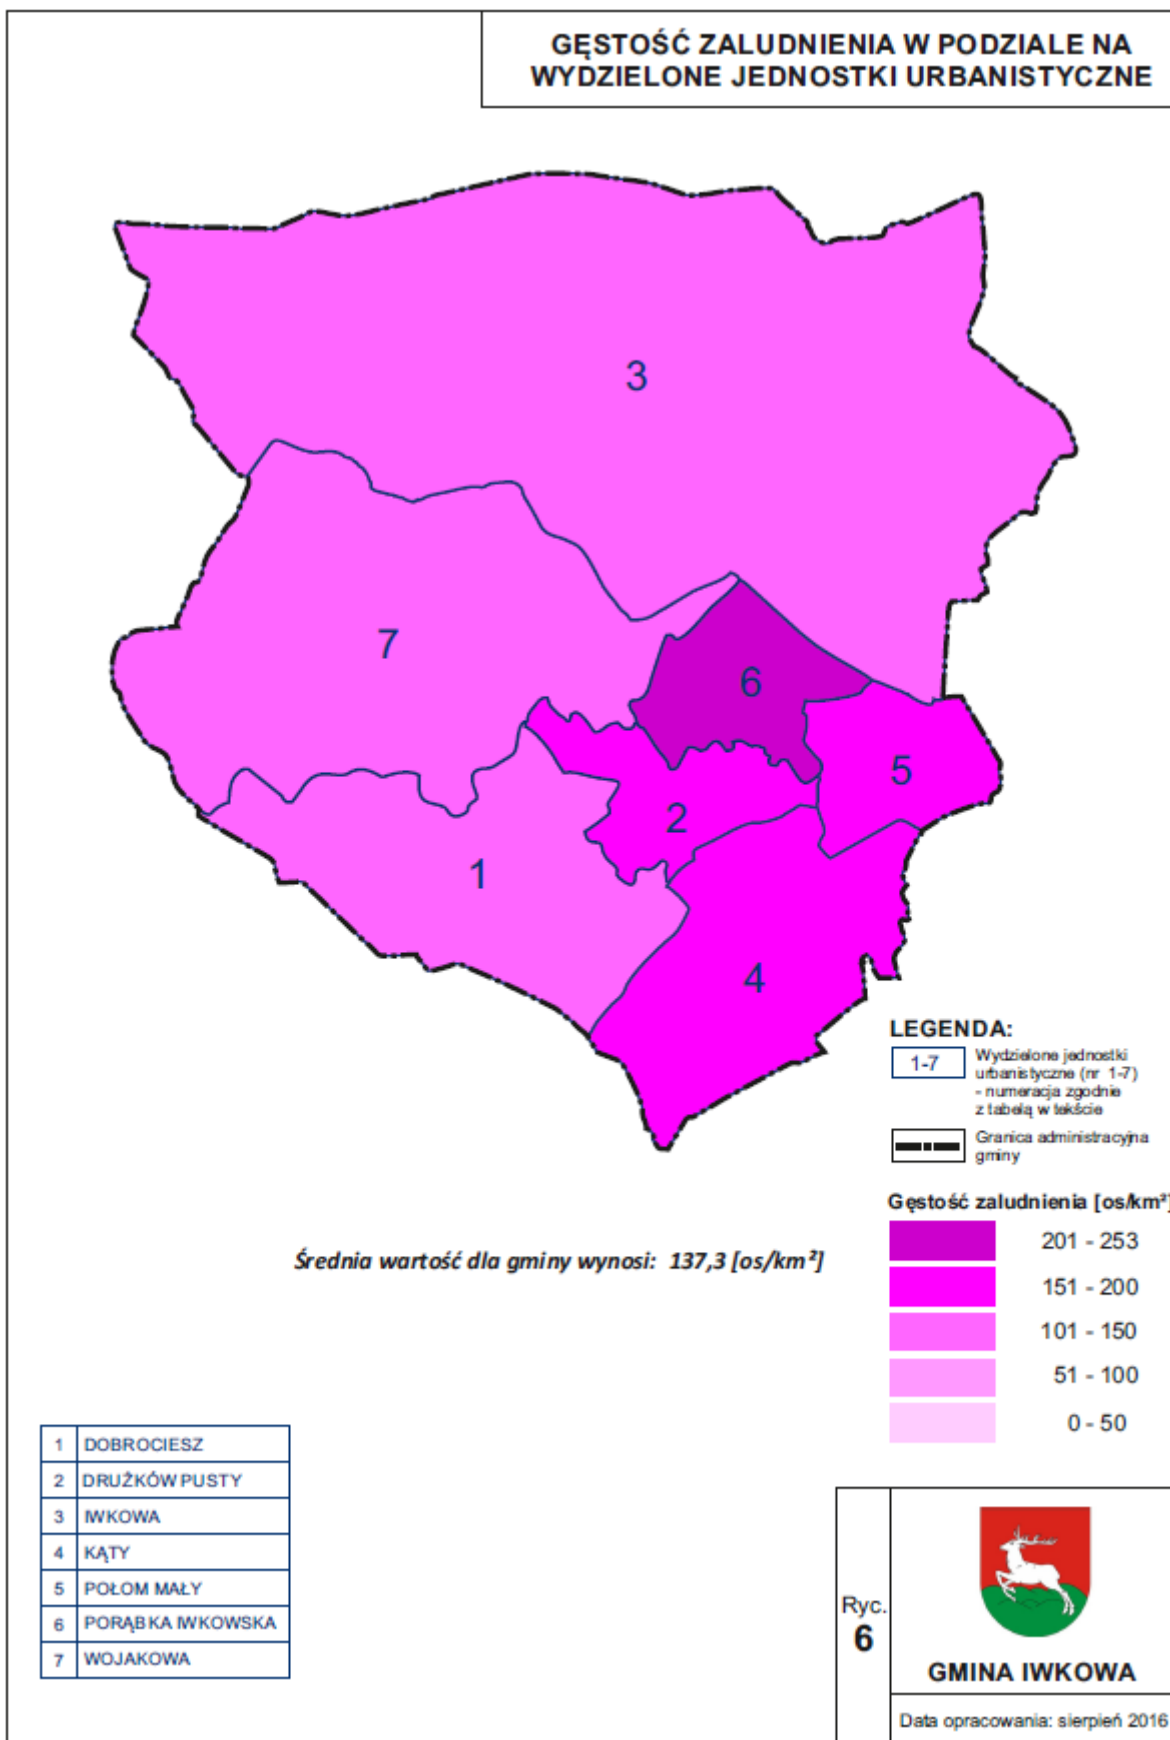 GĘSTOŚĆ ZALUDNIENIA W PODZIALE NA
WYDZIELONE JEDNOSTKI URBANISTYCZNE
3
7
6
5
2
1
4
LEGENDA:
1-7
Wydzielone jednostki
urbanistyczne (nr 1-7)
- numeracja zgodnie
z tabelą w tekście
Granica administracyjna
gminy
Gęstość zaludnienia [os/km²]
201 - 253
151 - 200
101 - 150
51 - 100
0 - 50
Średnia wartość dla gminy wynosi: 137,3 [os/km²]
1 DOBROCIESZ
2 DRUŻKÓW PUSTY
3 IWKOWA
4 KĄTY
5 POŁOM MAŁY
6 PORĄBKA IWKOWSKA
7 WOJAKOWA
Ryc.
6
GMINA IWKOWA
Data opracowania: sierpień 2016